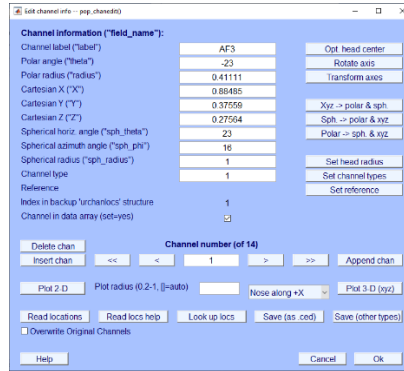 Edit channel info -- pop_chanedit()
Channel information ("field_name"):
Channel label ("label") AF3 Opt. head center
Polar angle ("theta") -23 Rotate axis
Polar radius ("radius") 0.41111 Transform axes
Cartesian X ("X") 0.88485
Cartesian Y ("Y") 0.37559 Xyz -> polar & sph.
Cartesian Z ("Z") 0.27564 Sph. -> polar & xyz
Spherical horiz. angle ("sph_theta") 23 Polar -> sph. & xyz
Spherical azimuth angle ("sph_phi") 16
Spherical radius ("sph_radius") 1 Set head radius
Channel type 1 Set channel types
Reference Set reference
Index in backup 'urchanlocs' structure 1
Channel in data array (set=yes)
Delete chan Channel number (of 14)
Insert chan << < 1 > >> Append chan
Plot 2-D Plot radius (0.2-1, []=auto) Nose along +X Plot 3-D (xyz)
Read locations Read locs help Look up locs Save (as .ced) Save (other types)
Overwrite Original Channels
Help Cancel Ok